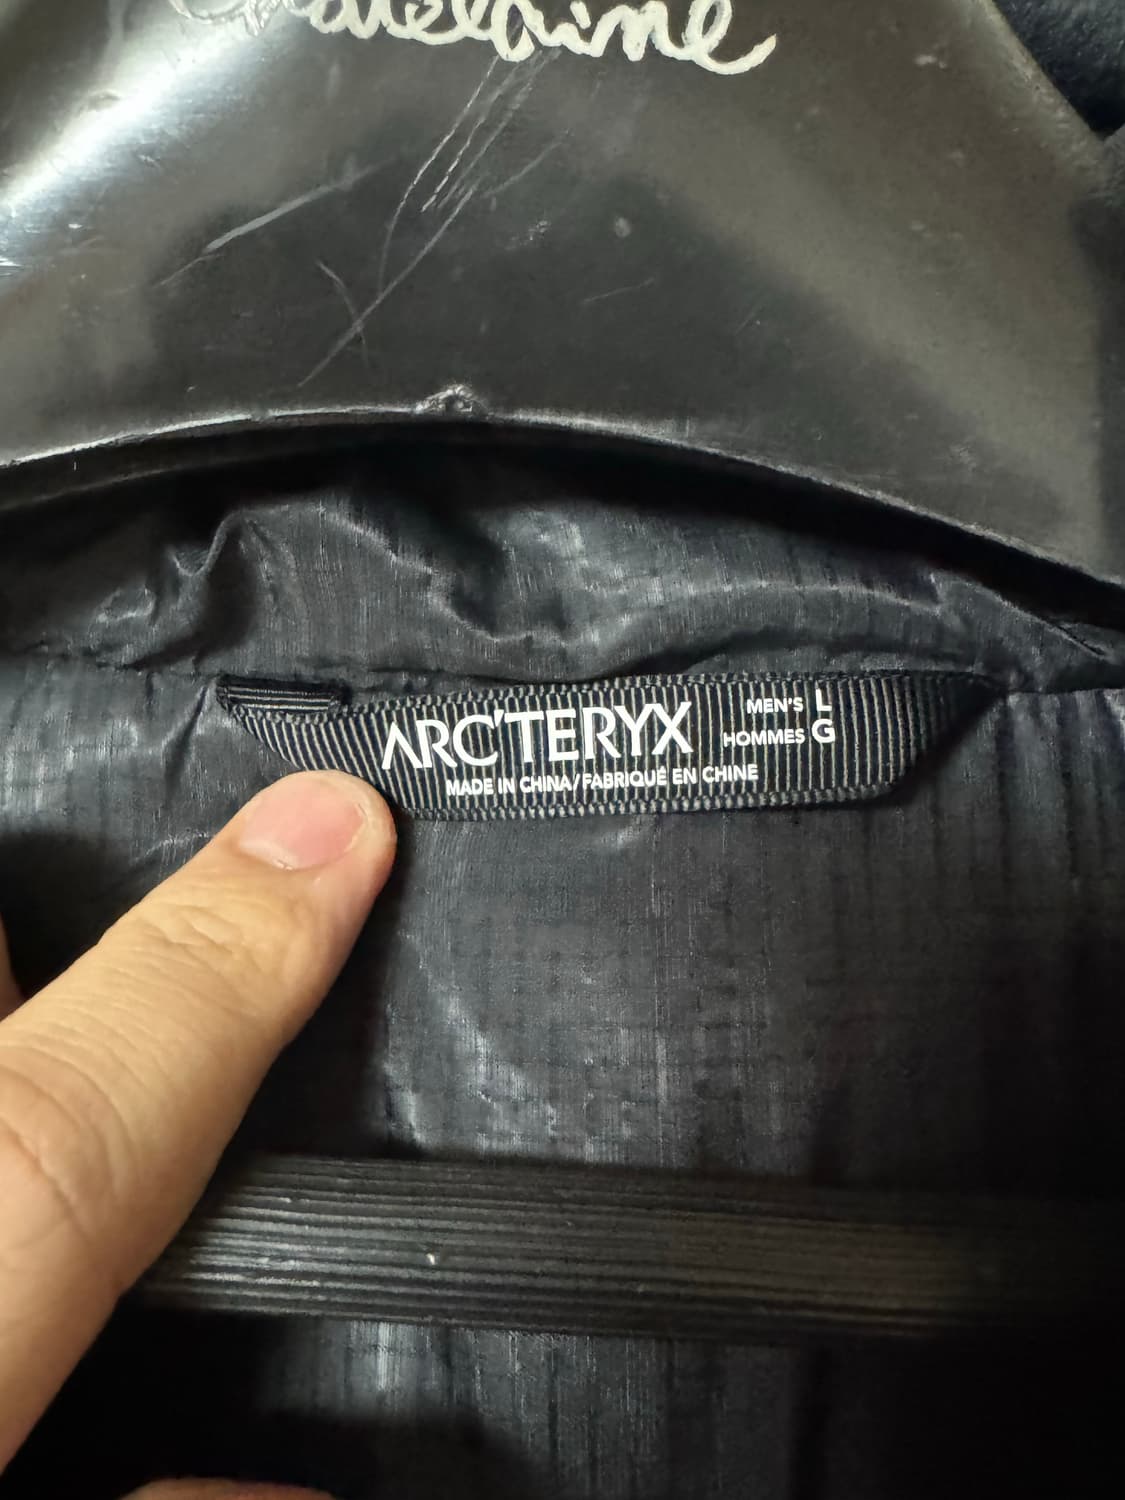 ARC'TERYX
MEN'S L
HOMMES G
MADE IN CHINA/FABRIQUÉ EN CHINE